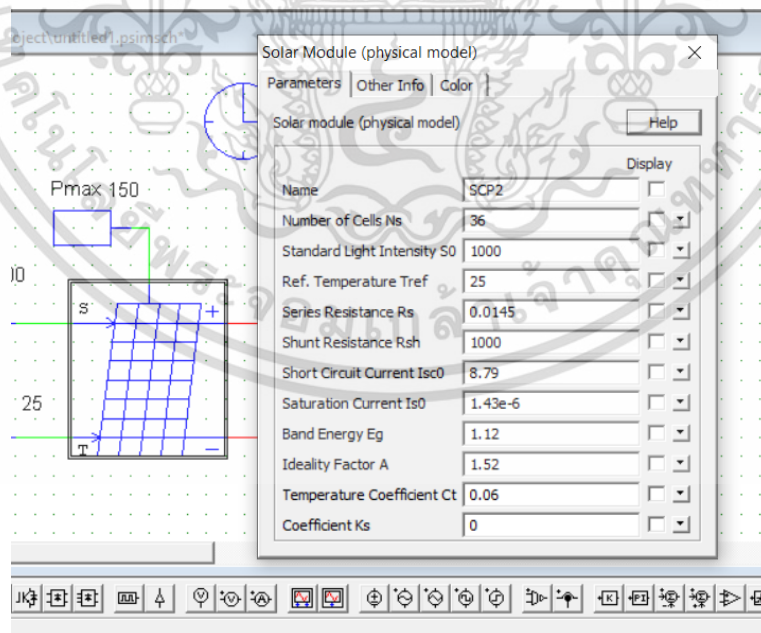 oject\untitled1.psimsch*
Solar Module (physical model)
Parameters Other Info Color
Solar module (physical model) Help
Display
Name SCP2
Number of Cells Ns 36
Standard Light Intensity S0 1000
Ref. Temperature Tref 25
Series Resistance Rs 0.0145
Shunt Resistance Rsh 1000
Short Circuit Current Isc0 8.79
Saturation Current Is0 1.43e-6
Band Energy Eg 1.12
Ideality Factor A 1.52
Temperature Coefficient Ct 0.06
Coefficient Ks 0
Pmax 150
00
S +
25
T −
JK
V V A
K PI